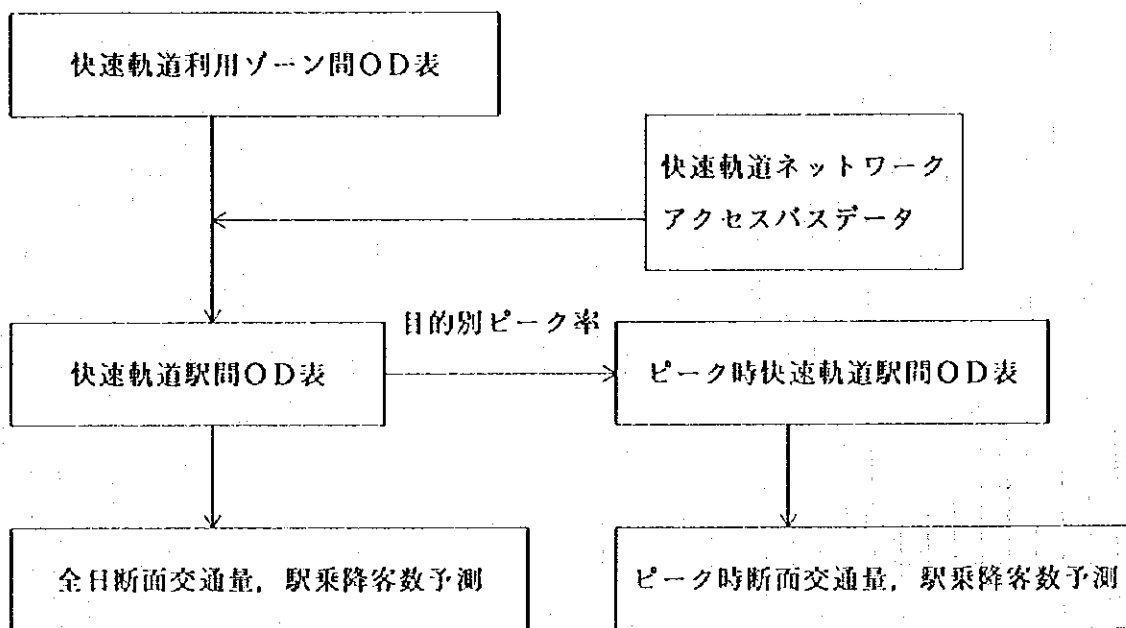 快速軌道利用ゾーン間OD表
快速軌道ネットワーク
アクセスバスデータ
目的別ピーク率
快速軌道駅間OD表
ピーク時快速軌道駅間OD表
全日断面交通量,駅乗降客数予測
ピーク時断面交通量,駅乗降客数予測